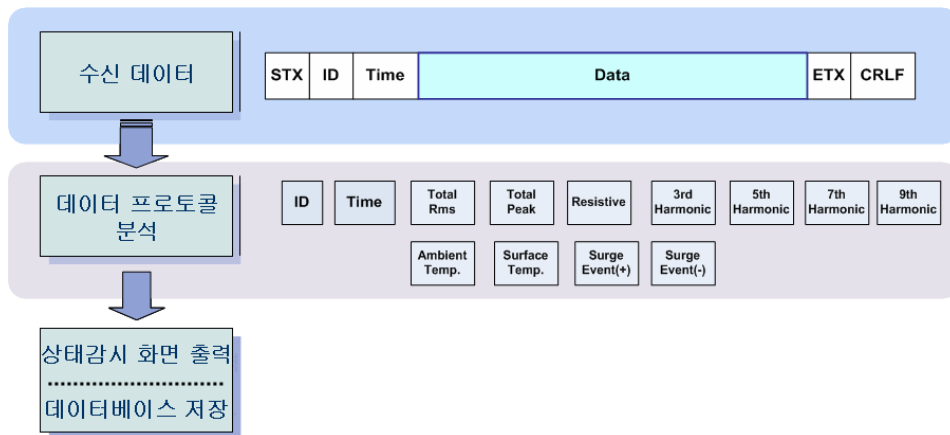 수신 데이터
STX ID Time Data ETX CRLF
데이터 프로토콜
분석
ID
Time
Total
Rms
Total
Peak
Resistive
3rd
Harmonic
5th
Harmonic
7th
Harmonic
9th
Harmonic
Ambient
Temp.
Surface
Temp.
Surge
Event(+)
Surge
Event(-)
상태감시 화면 출력
데이터베이스 저장